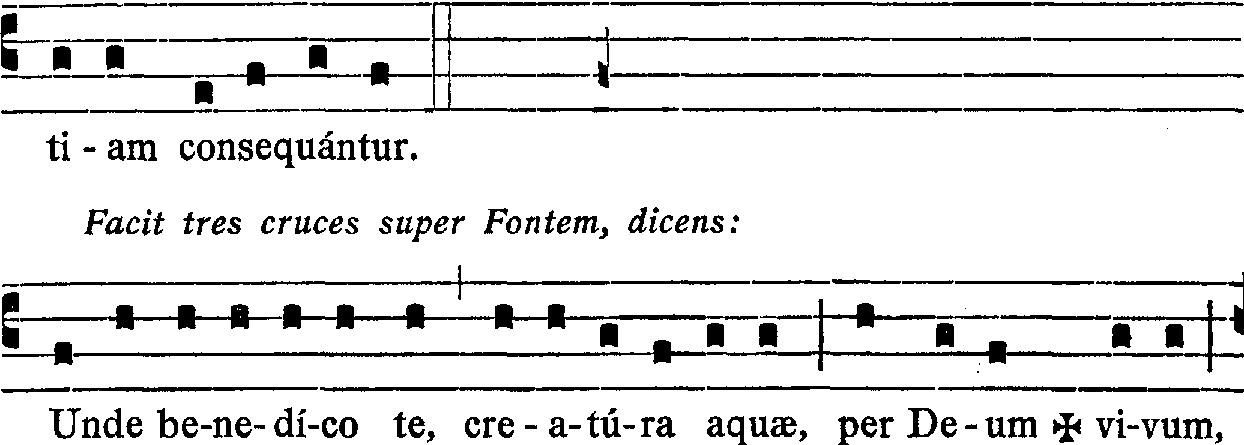 ti - am consequántur.
Facit tres cruces super Fontem, dicens:
Unde be-ne-dí-co te, cre-a-tú-ra aquæ, per De-um ✠ vi-vum,